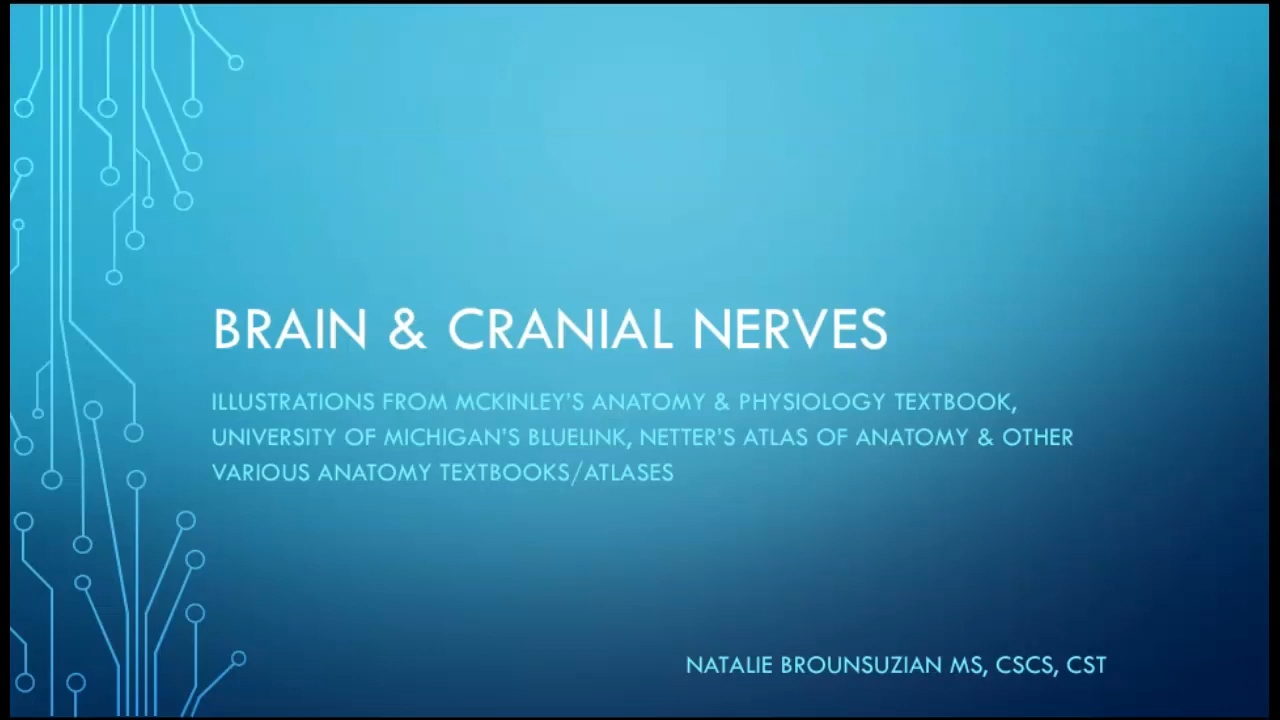 BRAIN & CRANIAL NERVES
ILLUSTRATIONS FROM MCKINLEY'S ANATOMY & PHYSIOLOGY TEXTBOOK,
UNIVERSITY OF MICHIGAN'S BLUELINK, NETTER'S ATLAS OF ANATOMY & OTHER
VARIOUS ANATOMY TEXTBOOKS/ATLASES
NATALIE BROUNSUZIAN MS, CSCS, CST